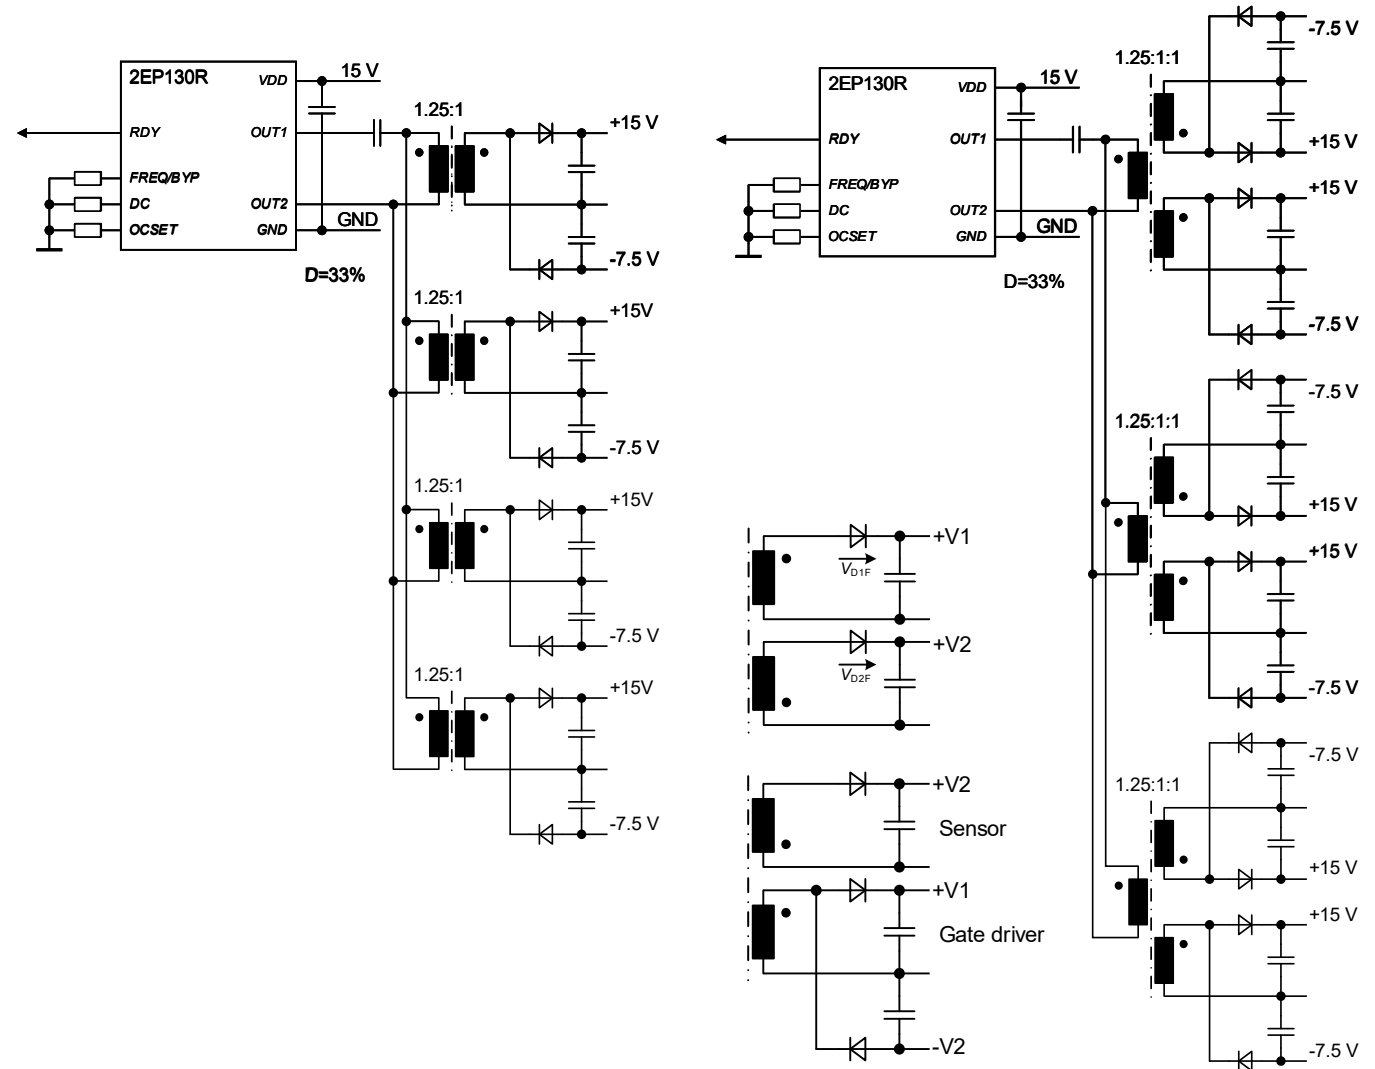 2EP130R
VDD
15 V
RDY
OUT1
FREQ/BYP
DC
OUT2
OCSET
GND
GND
D=33%
1.25:1
+15 V
-7.5 V
1.25:1
+15V
-7.5 V
1.25:1
+15V
-7.5 V
1.25:1
+15V
-7.5 V
2EP130R
VDD
15 V
RDY
OUT1
FREQ/BYP
DC
OUT2
OCSET
GND
GND
D=33%
1.25:1:1
-7.5 V
+15 V
+15 V
-7.5 V
1.25:1:1
-7.5 V
+15 V
+15 V
-7.5 V
1.25:1:1
-7.5 V
+15 V
+15 V
-7.5 V
+V1
VD1F
+V2
VD2F
+V2
Sensor
+V1
Gate driver
-V2